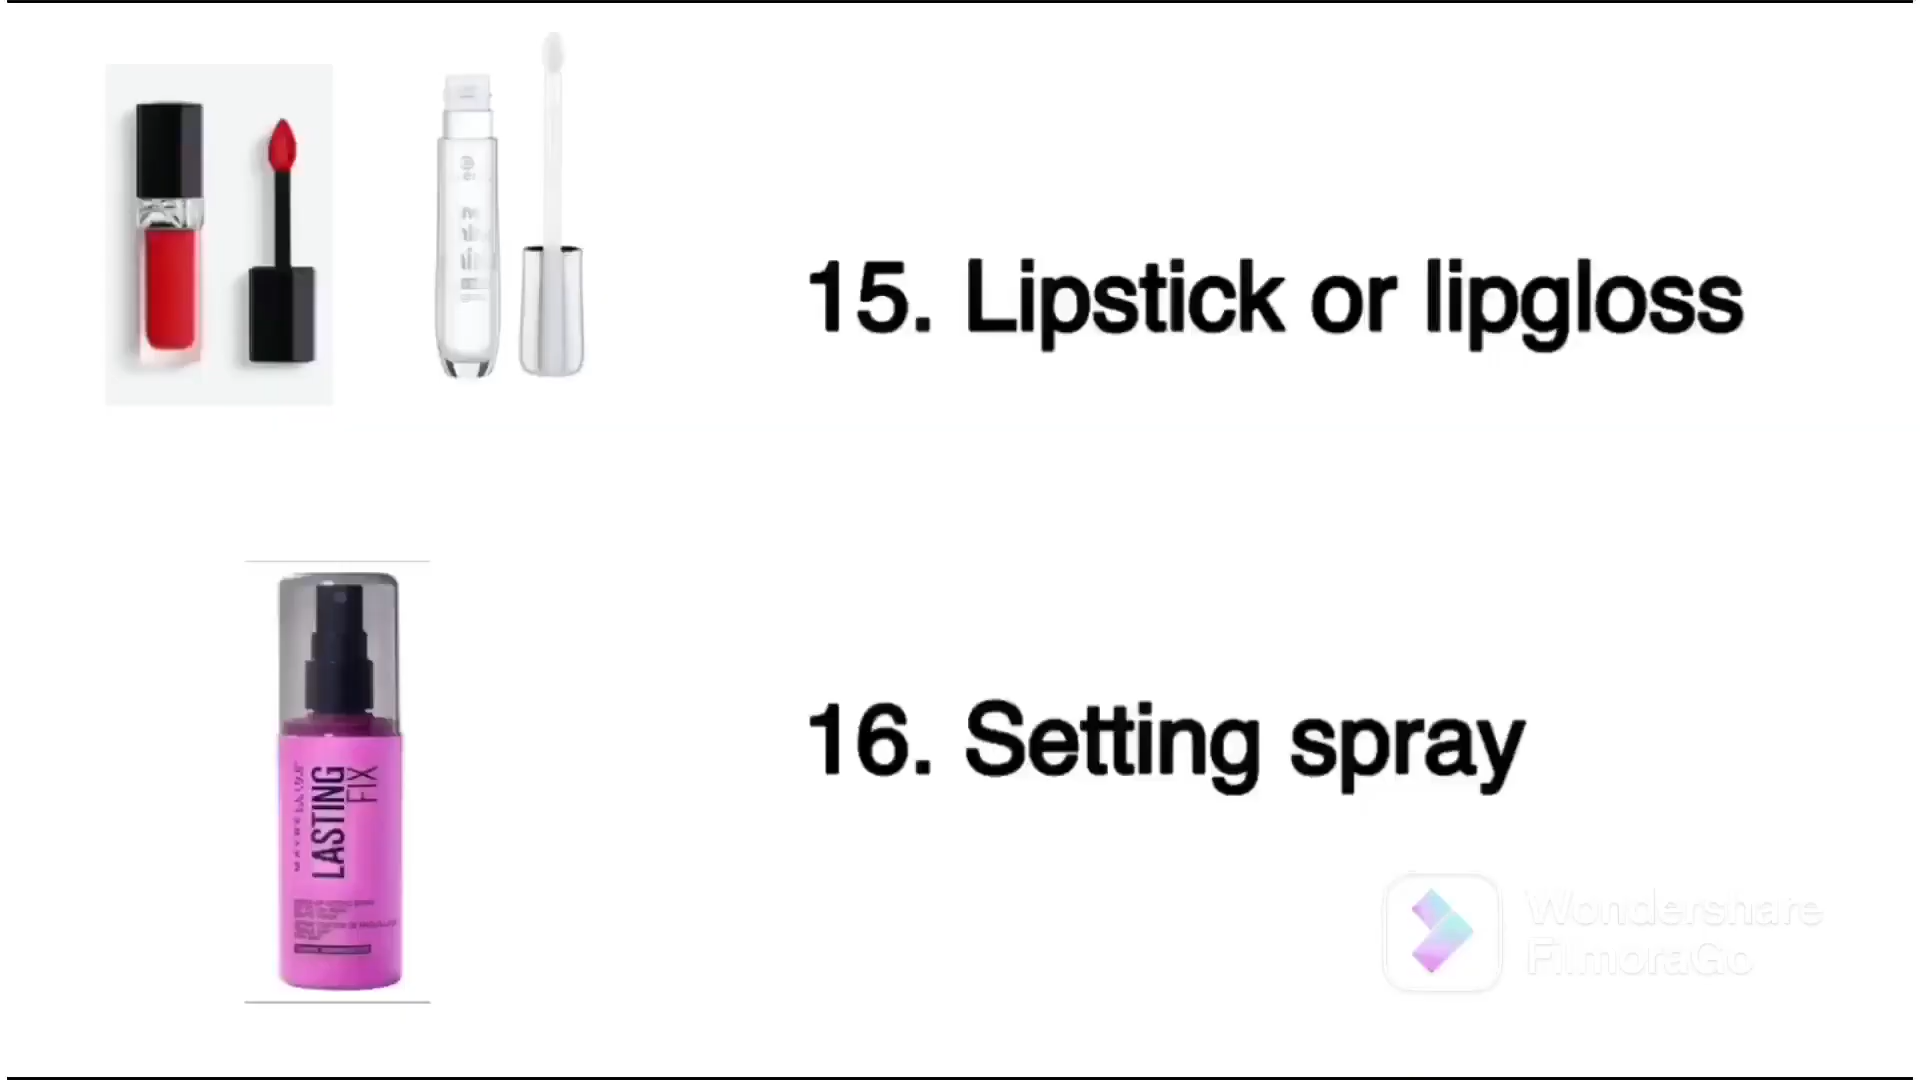 15. Lipstick or lipgloss
16. Setting spray
MAYBELLINE
LASTING
FIX
Wondershare
FilmoraGo